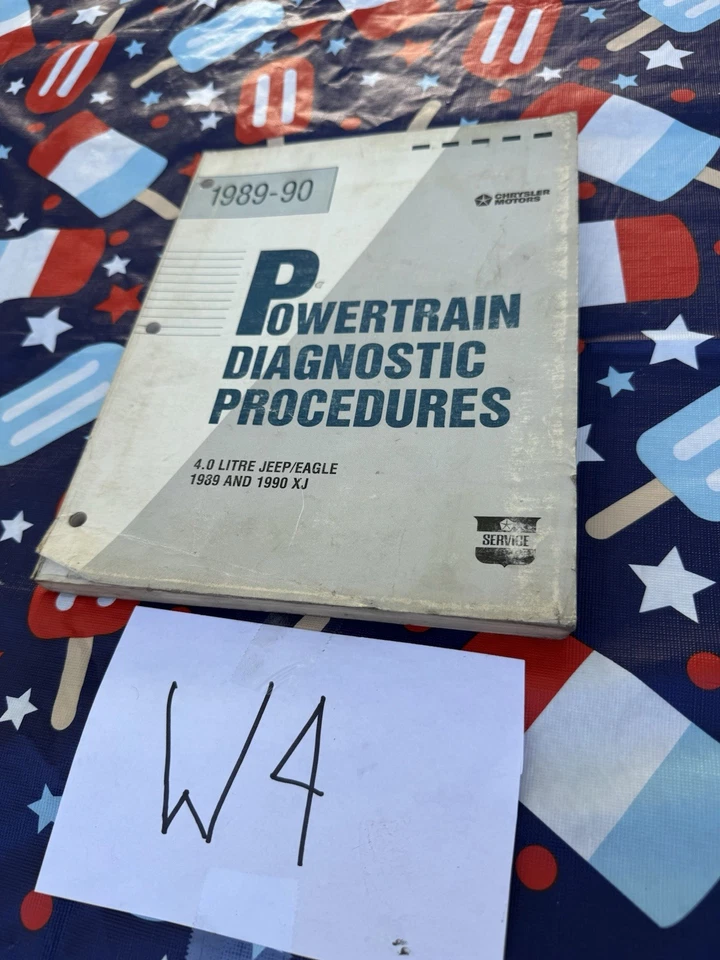 1989-90
CHRYSLER
MOTORS
POWERTRAIN
DIAGNOSTIC
PROCEDURES
4.0 LITRE JEEP/EAGLE
1989 AND 1990 XJ
SERVICE
W4